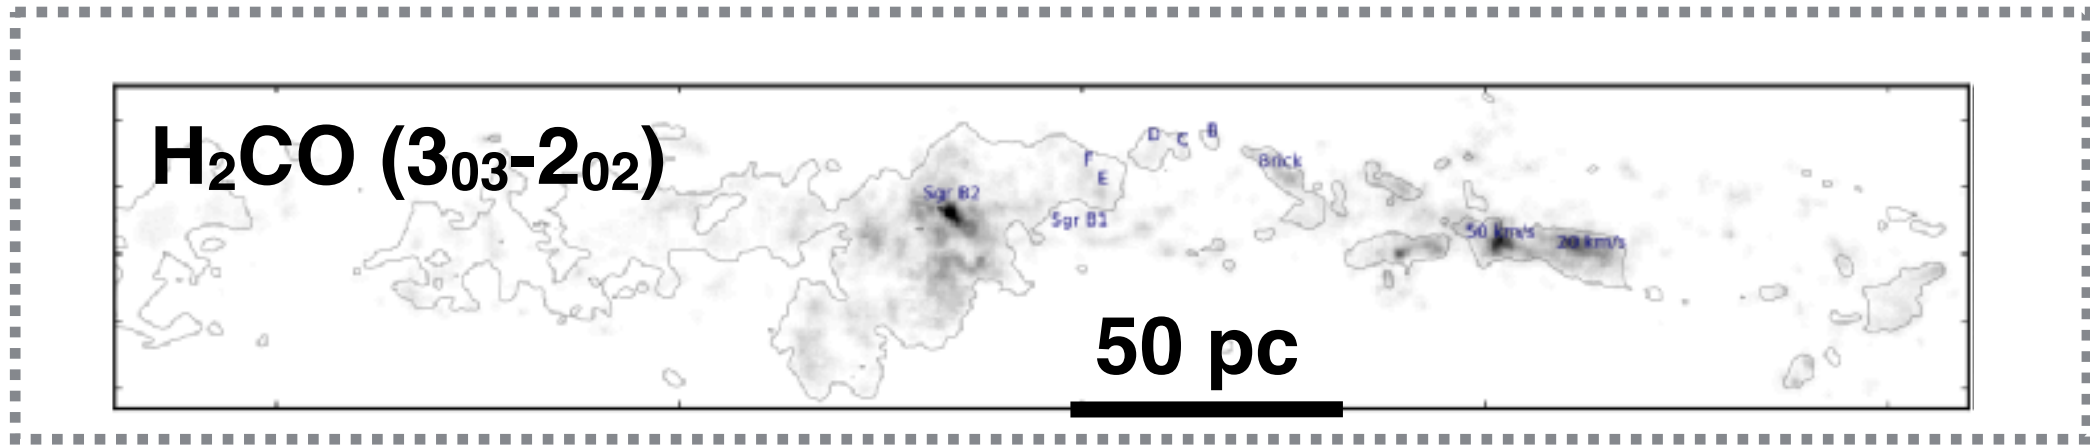 H₂CO (3₀₃-2₀₂)
D C B
F
Brick
E
Sgr B2
Sgr B1
50 km/s 20 km/s
50 pc